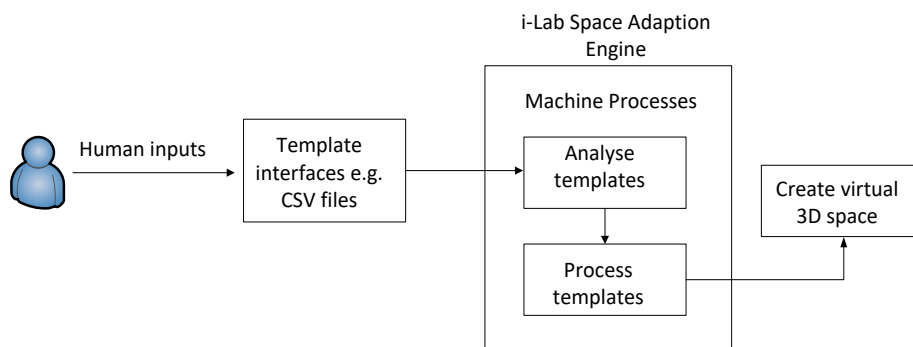 i-Lab Space Adaption
Engine
Machine Processes
Human inputs
Template
interfaces e.g.
CSV files
Analyse
templates
Process
templates
Create virtual
3D space